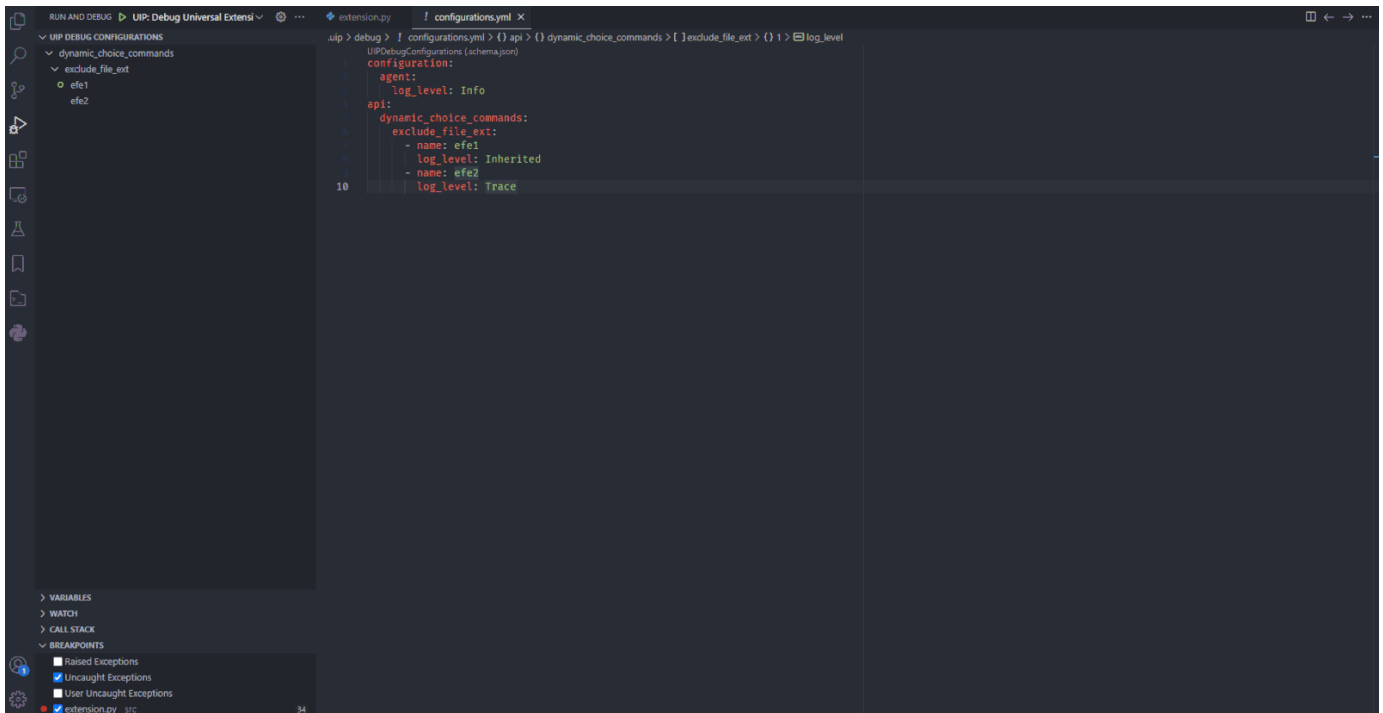 RUN AND DEBUG UIP: Debug Universal Extensi
UIP DEBUG CONFIGURATIONS
dynamic_choice_commands
exclude_file_ext
efe1
efe2
VARIABLES
WATCH
CALL STACK
BREAKPOINTS
Raised Exceptions
Uncaught Exceptions
User Uncaught Exceptions
extension.py src 34
1
extension.py ! configurations.yml
.uip > debug > ! configurations.yml > {} api > {} dynamic_choice_commands > [ ] exclude_file_ext > {} 1 > log_level
UIPDebugConfigurations (.schema.json)
configuration:
agent:
log_level: Info
api:
dynamic_choice_commands:
exclude_file_ext:
- name: efe1
log_level: Inherited
- name: efe2
10 log_level: Trace